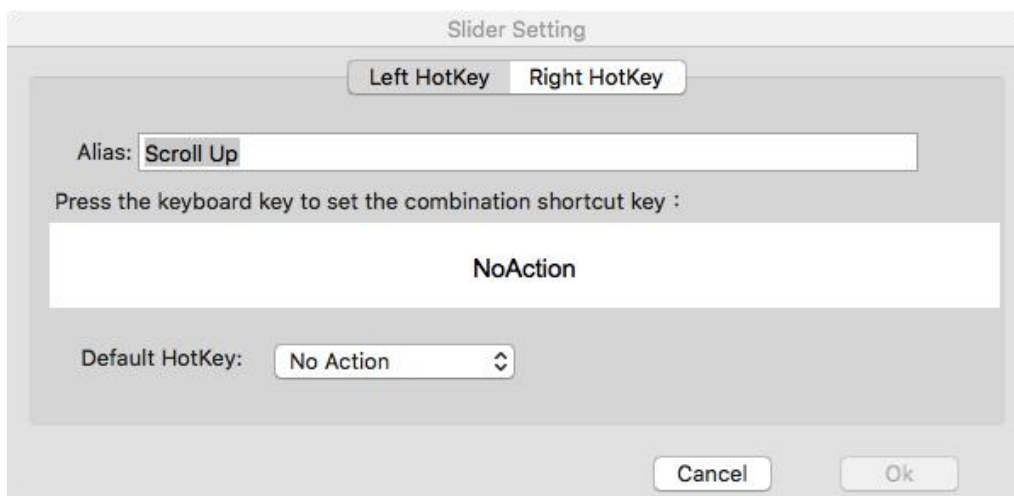 Slider Setting
Left HotKey Right HotKey
Alias: Scroll Up
Press the keyboard key to set the combination shortcut key :
NoAction
Default HotKey: No Action
Cancel Ok